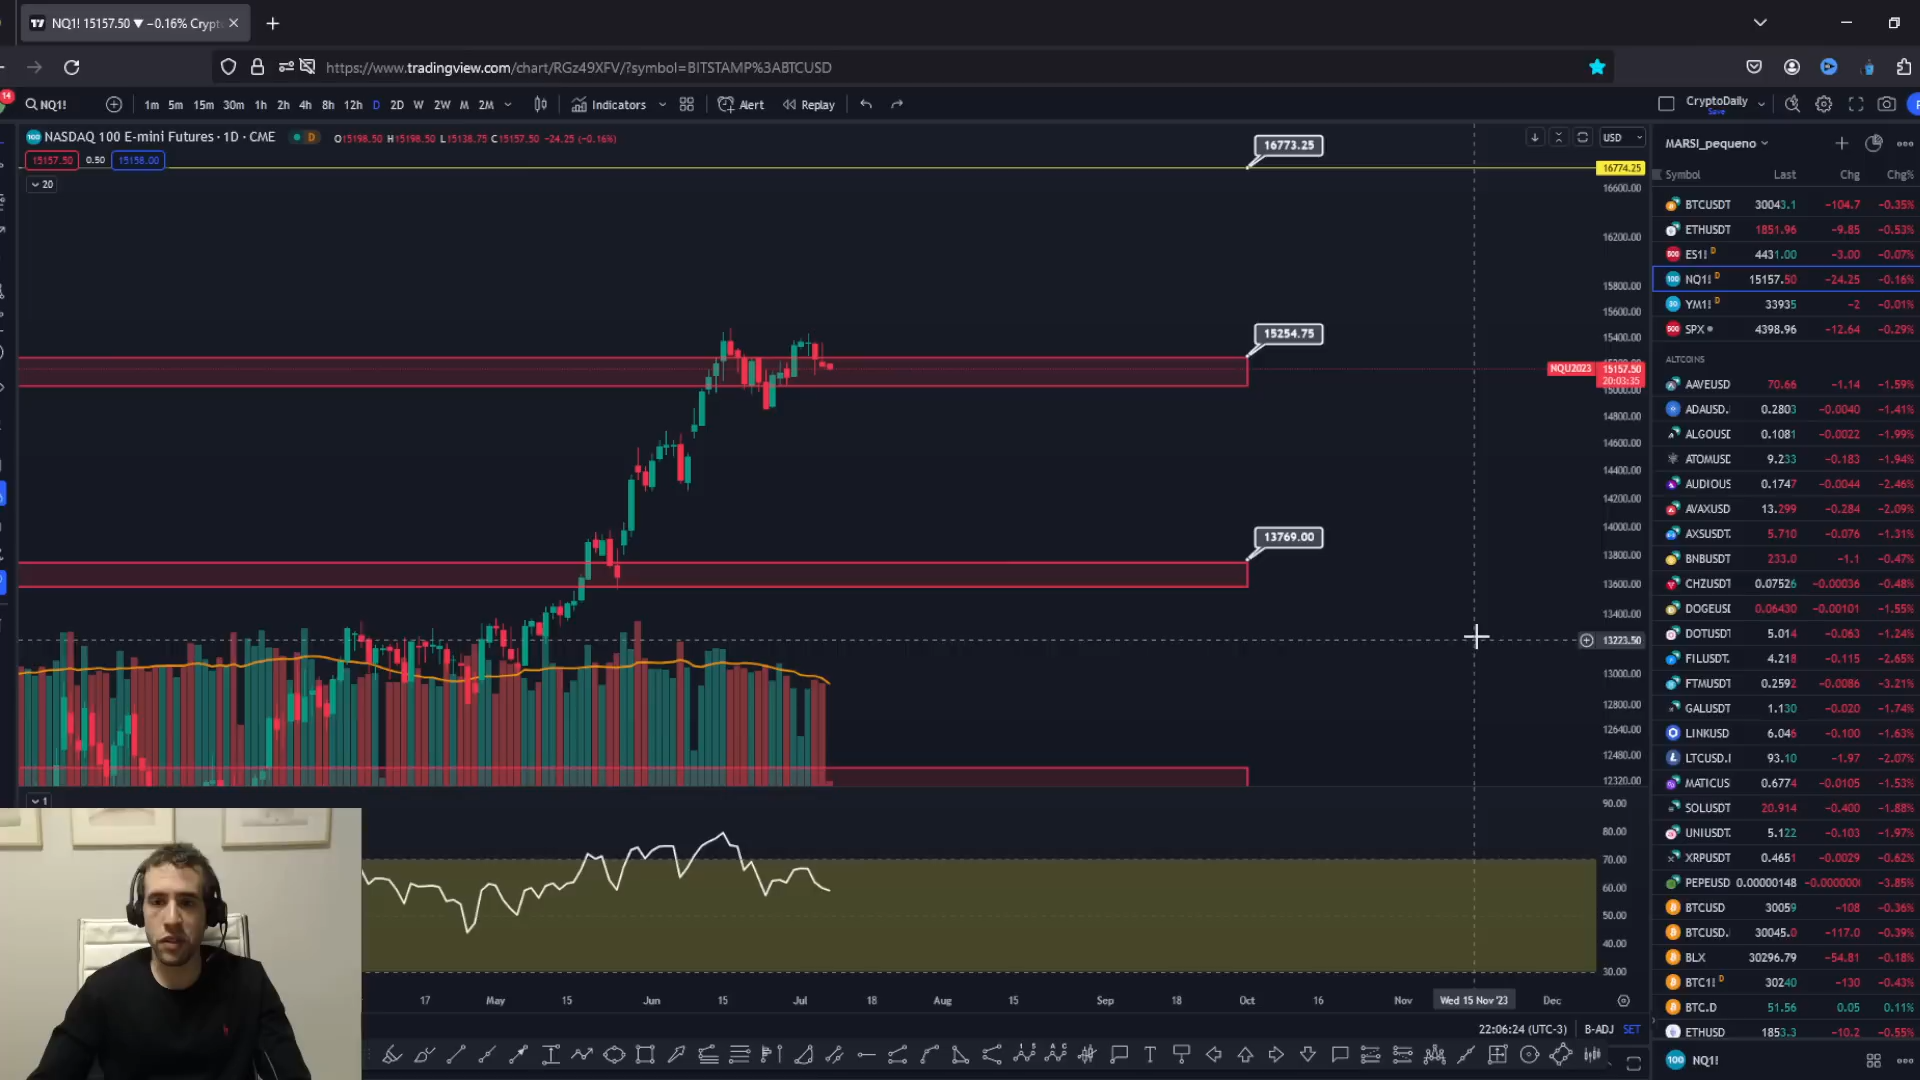 NQ1! 15157.50 ▼ −0.16% Crypt
https://www.tradingview.com/chart/RGz49XFV/?symbol=BITSTAMP%3ABTCUSD
14
NQ1! 1m 5m 15m 30m 1h 2h 4h 8h 12h D 2D W 2W M 2M Indicators Alert Replay CryptoDaily
Save
NASDAQ 100 E-mini Futures · 1D · CME D O15198.50 H15198.50 L15138.75 C15157.50 −24.25 (−0.16%)
15157.50 0.50 15158.00
20
USD
16773.25
16774.25
16600.00
16200.00
15800.00
15600.00
15400.00
15254.75
NQU2023 15157.50
20:03:35
15000.00
14800.00
14600.00
14400.00
14200.00
14000.00
13769.00
13800.00
13600.00
13400.00
13223.50
13000.00
12800.00
12640.00
12480.00
12320.00
1
90.00
80.00
70.00
60.00
50.00
40.00
30.00
17 May 15 Jun 15 Jul 18 Aug 15 Sep 18 Oct 16 Nov Wed 15 Nov '23 Dec
22:06:24 (UTC-3) B-ADJ SET
MARSI_pequeno
Symbol Last Chg Chg%
BTCUSDT 30043.1 −104.7 −0.35%
ETHUSDT 1851.96 −9.85 −0.53%
ES1! D 4431.00 −3.00 −0.07%
NQ1! D 15157.50 −24.25 −0.16%
YM1! D 33935 −2 −0.01%
SPX 4398.96 −12.64 −0.29%
ALTCOINS
AAVEUSD 70.66 −1.14 −1.59%
ADAUSD. 0.2803 −0.0040 −1.41%
ALGOUSD 0.1081 −0.0022 −1.99%
ATOMUSD 9.233 −0.183 −1.94%
AUDIOUS 0.1747 −0.0044 −2.46%
AVAXUSD 13.299 −0.284 −2.09%
AXSUSDT. 5.710 −0.076 −1.31%
BNBUSDT 233.0 −1.1 −0.47%
CHZUSDT 0.07526 −0.00036 −0.48%
DOGEUSD 0.06430 −0.00101 −1.55%
DOTUSDT 5.014 −0.063 −1.24%
FILUSDT. 4.218 −0.115 −2.65%
FTMUSDT 0.2592 −0.0086 −3.21%
GALUSDT 1.130 −0.020 −1.74%
LINKUSD 6.046 −0.100 −1.63%
LTCUSD.I 93.10 −1.97 −2.07%
MATICUS 0.6774 −0.0105 −1.53%
SOLUSDT 20.914 −0.400 −1.88%
UNIUSDT. 5.122 −0.103 −1.97%
XRPUSDT 0.4651 −0.0029 −0.62%
PEPEUSD 0.00000148 −0.0000000 −3.85%
BTCUSD 30059 −108 −0.36%
BTCUSD. 30045.0 −117.0 −0.39%
BLX 30296.79 −54.81 −0.18%
BTC1! D 30240 −130 −0.43%
BTC.D 51.56 0.05 0.11%
ETHUSD 1853.3 −10.2 −0.55%
NQ1!